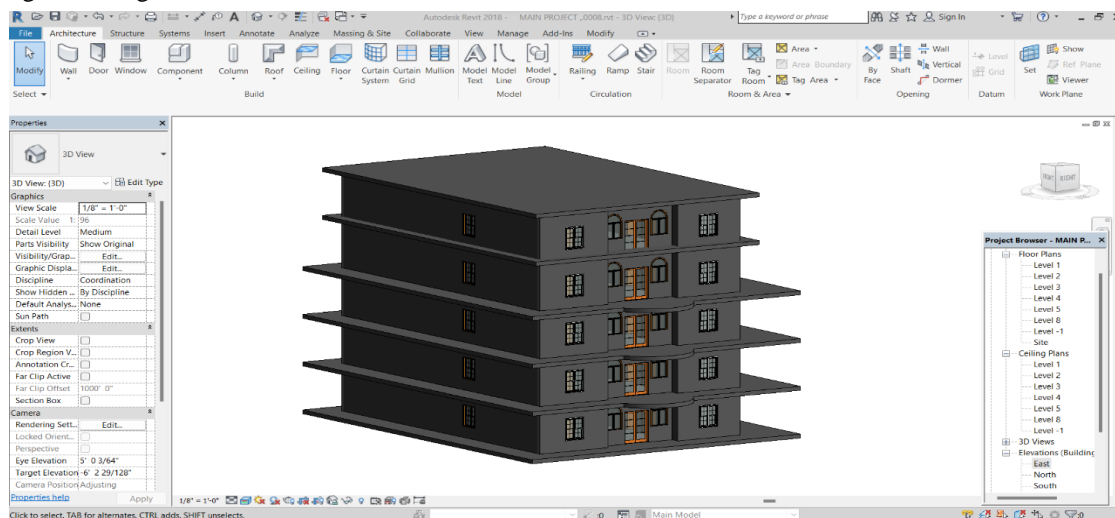 Autodesk Revit 2018 - MAIN PROJECT ,0008.rvt - 3D View: {3D}
Type a keyword or phrase
Sign In
File Architecture Structure Systems Insert Annotate Analyze Massing & Site Collaborate View Manage Add-Ins Modify
Modify Wall Door Window Component Column Roof Ceiling Floor Curtain System Curtain Grid Mullion Model Text Model Line Model Group Railing Ramp Stair Room Room Separator Tag Room Area Area Boundary Tag Area By Face Shaft Wall Vertical Dormer Level Grid Set Show Ref Plane Viewer
Select Build Model Circulation Room & Area Opening Datum Work Plane
Properties
3D View
3D View: {3D} Edit Type
Graphics
View Scale 1/8" = 1'-0"
Scale Value 1: 96
Detail Level Medium
Parts Visibility Show Original
Visibility/Grap... Edit...
Graphic Displa... Edit...
Discipline Coordination
Show Hidden ... By Discipline
Default Analys... None
Sun Path
Extents
Crop View
Crop Region V...
Annotation Cr...
Far Clip Active
Far Clip Offset 1000' 0"
Section Box
Camera
Rendering Sett... Edit...
Locked Orient...
Perspective
Eye Elevation 5' 0 3/64"
Target Elevation -6' 2 29/128"
Camera Position Adjusting
Properties help Apply
RIGHT
Project Browser - MAIN P...
Floor Plans
Level 1
Level 2
Level 3
Level 4
Level 5
Level 8
Level -1
Site
Ceiling Plans
Level 1
Level 2
Level 3
Level 4
Level 5
Level 8
Level -1
3D Views
Elevations (Building
East
North
South
1/8" = 1'-0"
Click to select, TAB for alternates, CTRL adds, SHIFT unselects.
:0
Main Model
:0